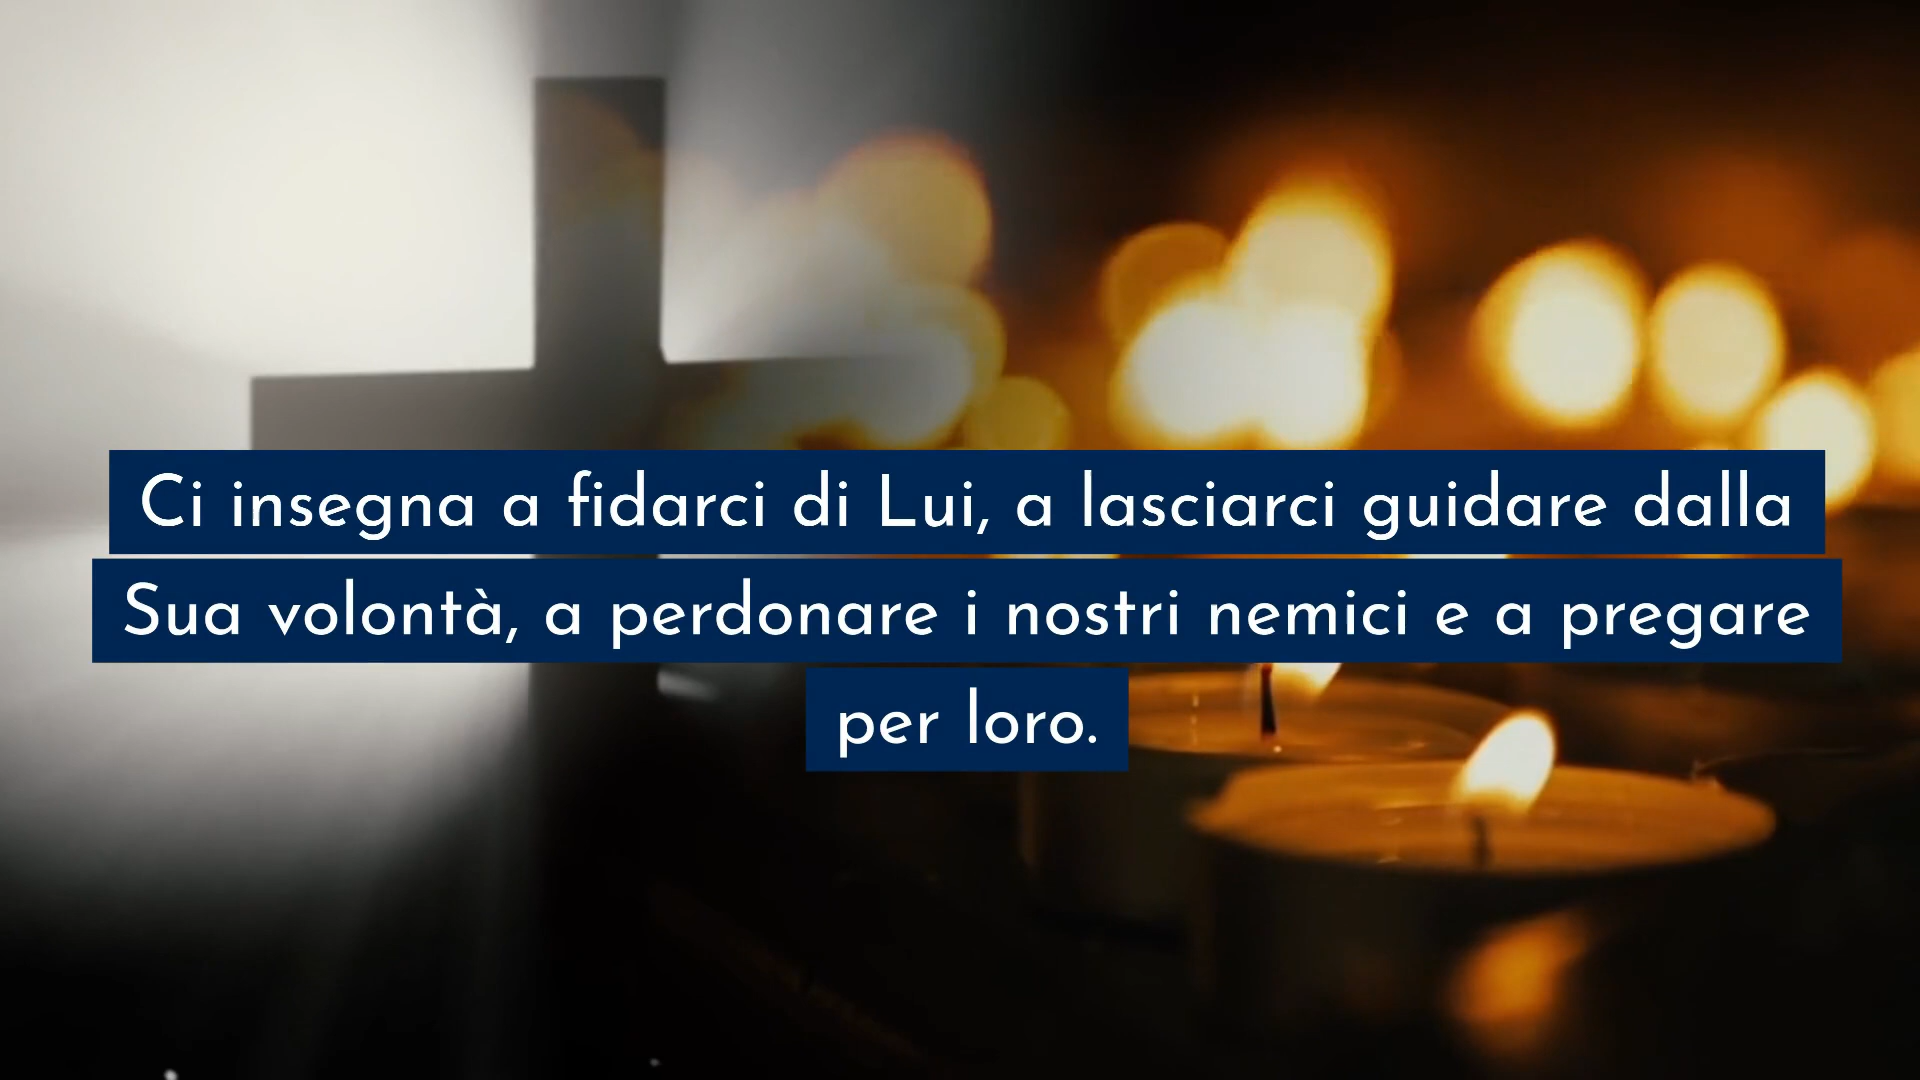 Ci insegna a fidarci di Lui, a lasciarci guidare dalla
Sua volontà, a perdonare i nostri nemici e a pregare
per loro.